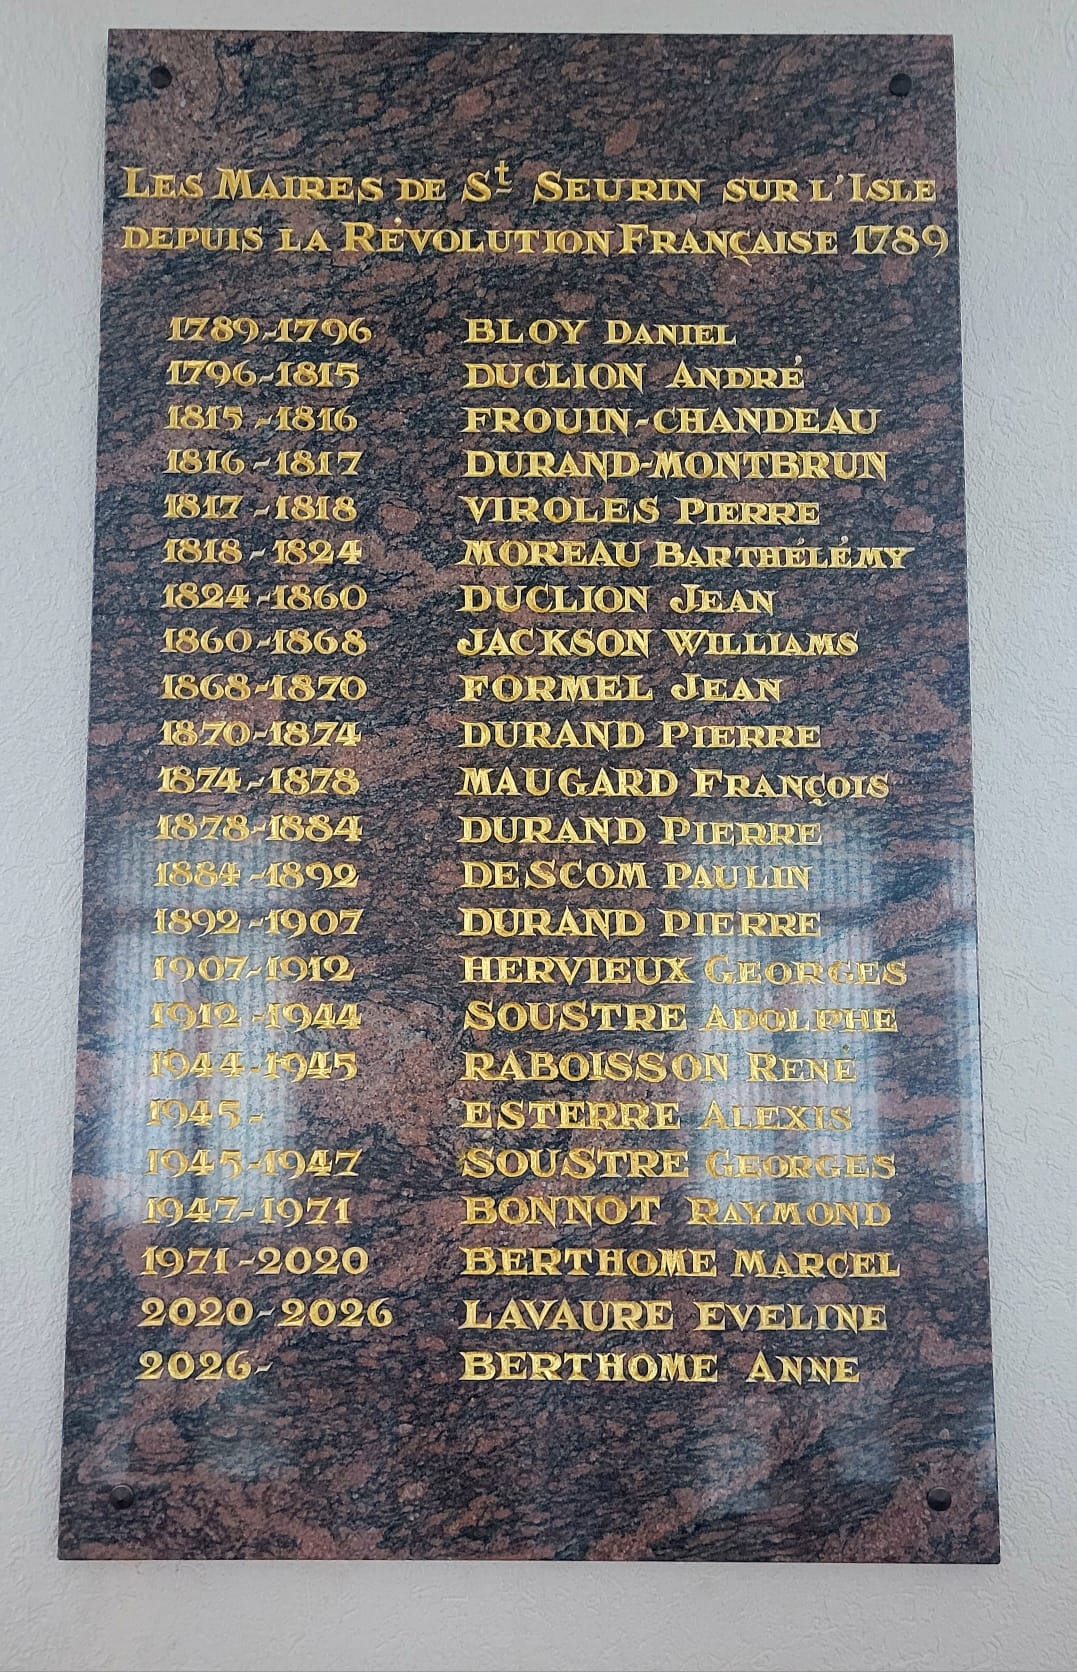 LES MAIRES DE St SEURIN SUR L'ISLE
DEPUIS LA RÉVOLUTION FRANÇAISE 1789
1789-1796 BLOY DANIEL
1796-1815 DUCLION ANDRÉ
1815-1816 FROUIN-CHANDEAU
1816-1817 DURAND-MONTBRUN
1817-1818 VIROLES PIERRE
1818-1824 MOREAU BARTHÉLÉMY
1824-1860 DUCLION JEAN
1860-1868 JACKSON WILLIAMS
1868-1870 FORMEL JEAN
1870-1874 DURAND PIERRE
1874-1878 MAUGARD FRANÇOIS
1878-1884 DURAND PIERRE
1884-1892 DESCOM PAULIN
1892-1907 DURAND PIERRE
1907-1912 HERVIEUX GEORGES
1912-1944 SOUSTRE ADOLPHE
1944-1945 RABOISSON RENÉ
1945- ESTERRE ALEXIS
1945-1947 SOUSTRE GEORGES
1947-1971 BONNOT RAYMOND
1971-2020 BERTHOME MARCEL
2020-2026 LAVAURE EVELINE
2026- BERTHOME ANNE